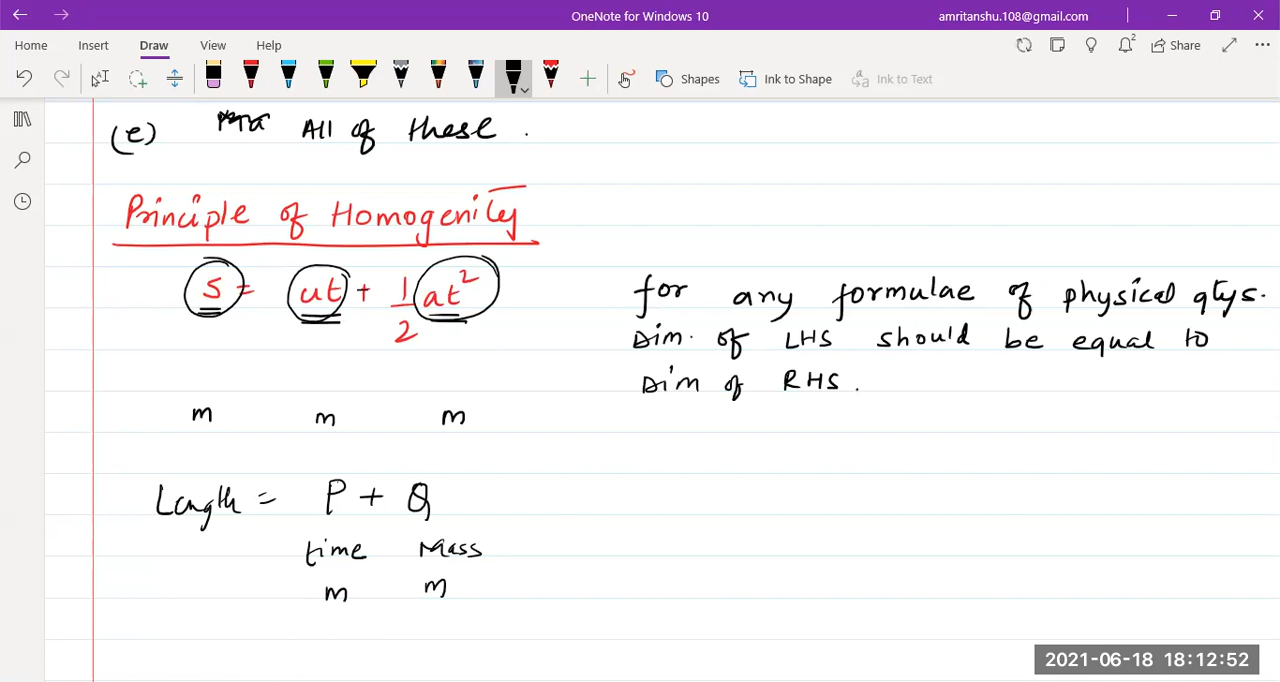 OneNote for Windows 10
amritanshu.108@gmail.com
Home Insert Draw View Help
2 Share
Shapes Ink to Shape Ink to Text
(e) All of these .
Principle of Homogenity
s = ut + 1/2 at²
for any formulae of physical qtys.
Dim. of LHS should be equal to
Dim of RHS .
m m m
Length = P + Q
time Mass
m m
2021-06-18 18:12:52